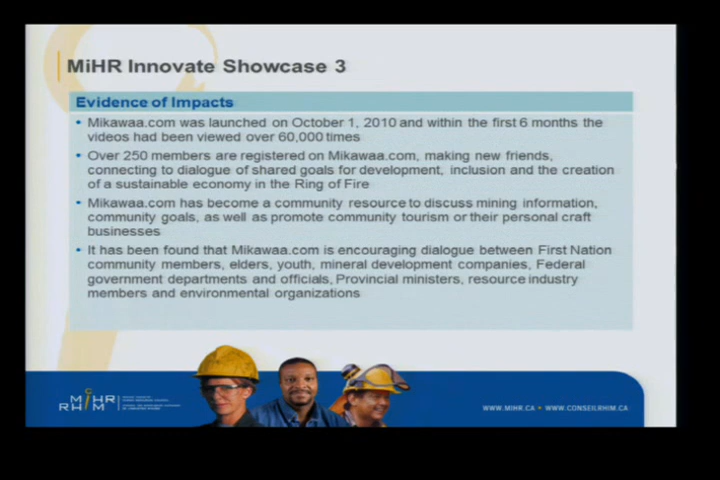 MiHR Innovate Showcase 3
Evidence of Impacts
• Mikawaa.com was launched on October 1, 2010 and within the first 6 months the
videos had been viewed over 60,000 times
• Over 250 members are registered on Mikawaa.com, making new friends,
connecting to dialogue of shared goals for development, inclusion and the creation
of a sustainable economy in the Ring of Fire
• Mikawaa.com has become a community resource to discuss mining information,
community goals, as well as promote community tourism or their personal craft
businesses
• It has been found that Mikawaa.com is encouraging dialogue between First Nation
community members, elders, youth, mineral development companies, Federal
government departments and officials, Provincial ministers, resource industry
members and environmental organizations
MiHR
RHiM
WWW.MIHR.CA • WWW.CONSEILRHIM.CA